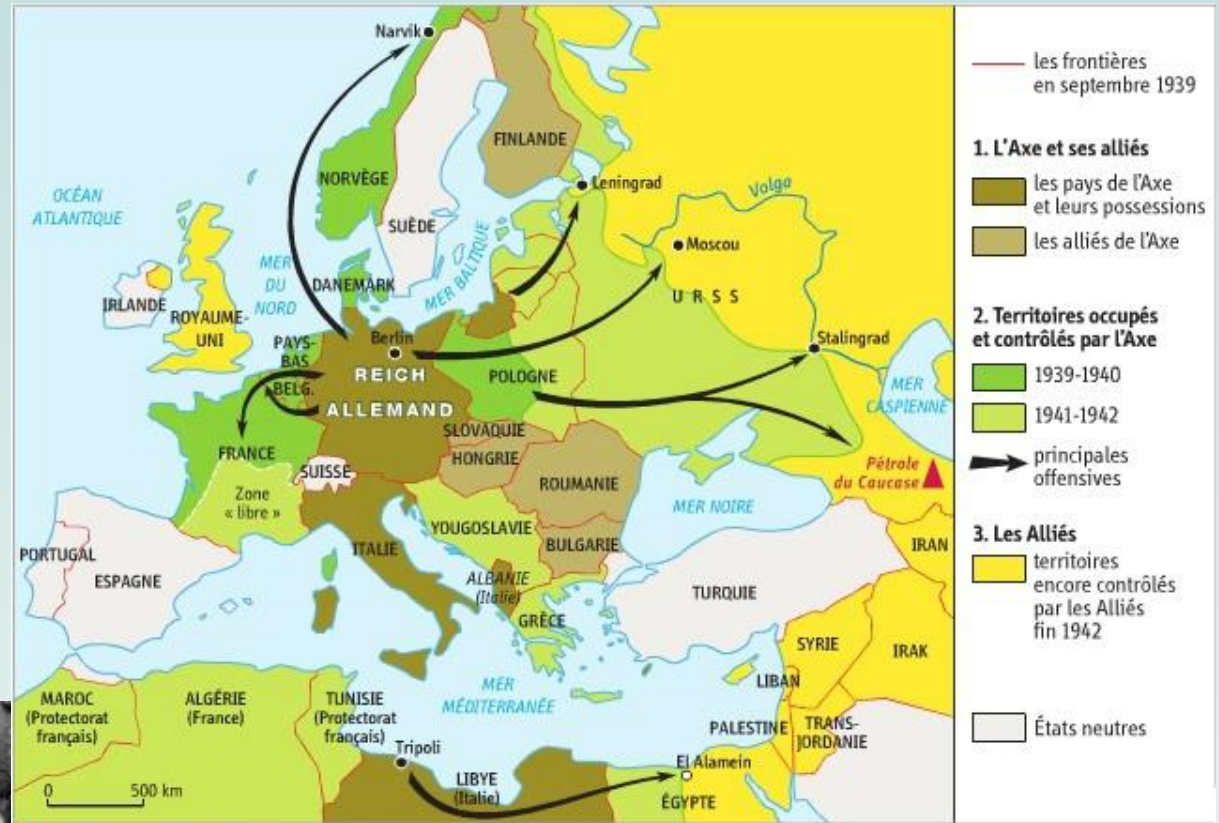 Narvik
FINLANDE
NORVÈGE
Leningrad
Volga
OCÉAN
ATLANTIQUE
SUÈDE
Moscou
MER
DU
NORD
MER BALTIQUE
DANEMARK
U R S S
IRLANDE
ROYAUME-
UNI
Berlin
Stalingrad
PAYS-
BAS
REICH
POLOGNE
MER
CASPIENNE
BELG.
ALLEMAND
SLOVAQUIE
FRANCE
HONGRIE
SUISSE
Pétrole
du Caucase
ROUMANIE
Zone
« libre »
MER NOIRE
YOUGOSLAVIE
PORTUGAL
ITALIE
BULGARIE
IRAN
ESPAGNE
ALBANIE
(Italie)
TURQUIE
GRÈCE
SYRIE
IRAK
MER
MÉDITERRANÉE
LIBAN
MAROC
(Protectorat
français)
ALGÉRIE
(France)
TUNISIE
(Protectorat
français)
PALESTINE
TRANS-
JORDANIE
Tripoli
El Alamein
LIBYE
(Italie)
ÉGYPTE
0 500 km
les frontières
en septembre 1939
1. L'Axe et ses alliés
les pays de l'Axe
et leurs possessions
les alliés de l'Axe
2. Territoires occupés
et contrôlés par l'Axe
1939-1940
1941-1942
principales
offensives
3. Les Alliés
territoires
encore contrôlés
par les Alliés
fin 1942
États neutres